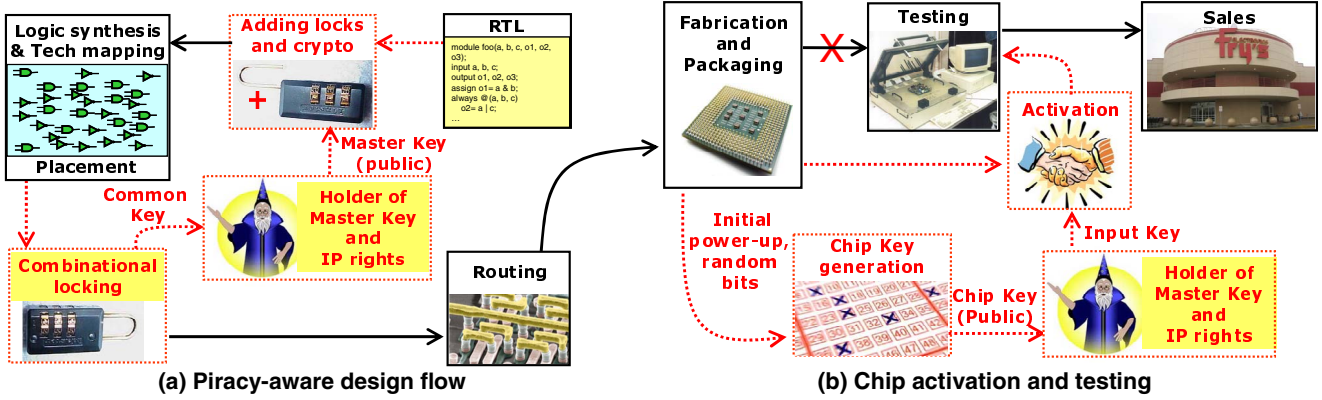 Logic synthesis
& Tech mapping
Placement
Adding locks
and crypto
+
RTL
module foo(a, b, c, o1, o2,
o3);
input a, b, c;
output o1, o2, o3;
assign o1= a & b;
always @(a, b, c)
o2= a | c;
...
Master Key
(public)
Common
Key
Holder of
Master Key
and
IP rights
Combinational
locking
Routing
(a) Piracy-aware design flow
Fabrication
and
Packaging
X
Testing
Sales
fry's
Activation
Initial
power-up,
random
bits
Chip Key
generation
Chip Key
(Public)
Input Key
Holder of
Master Key
and
IP rights
(b) Chip activation and testing